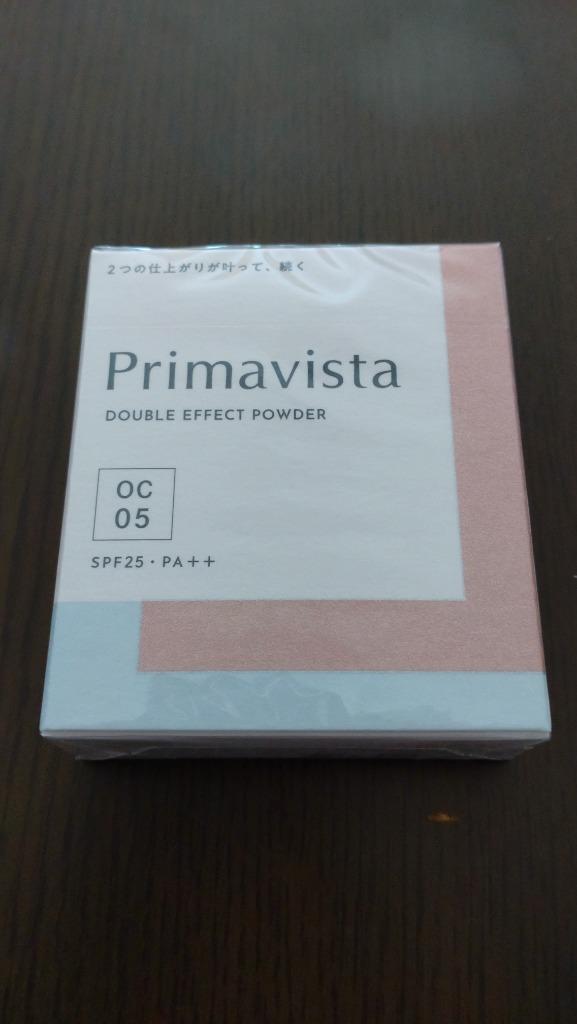 2つの仕上がりが叶って、続く
Primavista
DOUBLE EFFECT POWDER
OC
05
SPF25・PA++